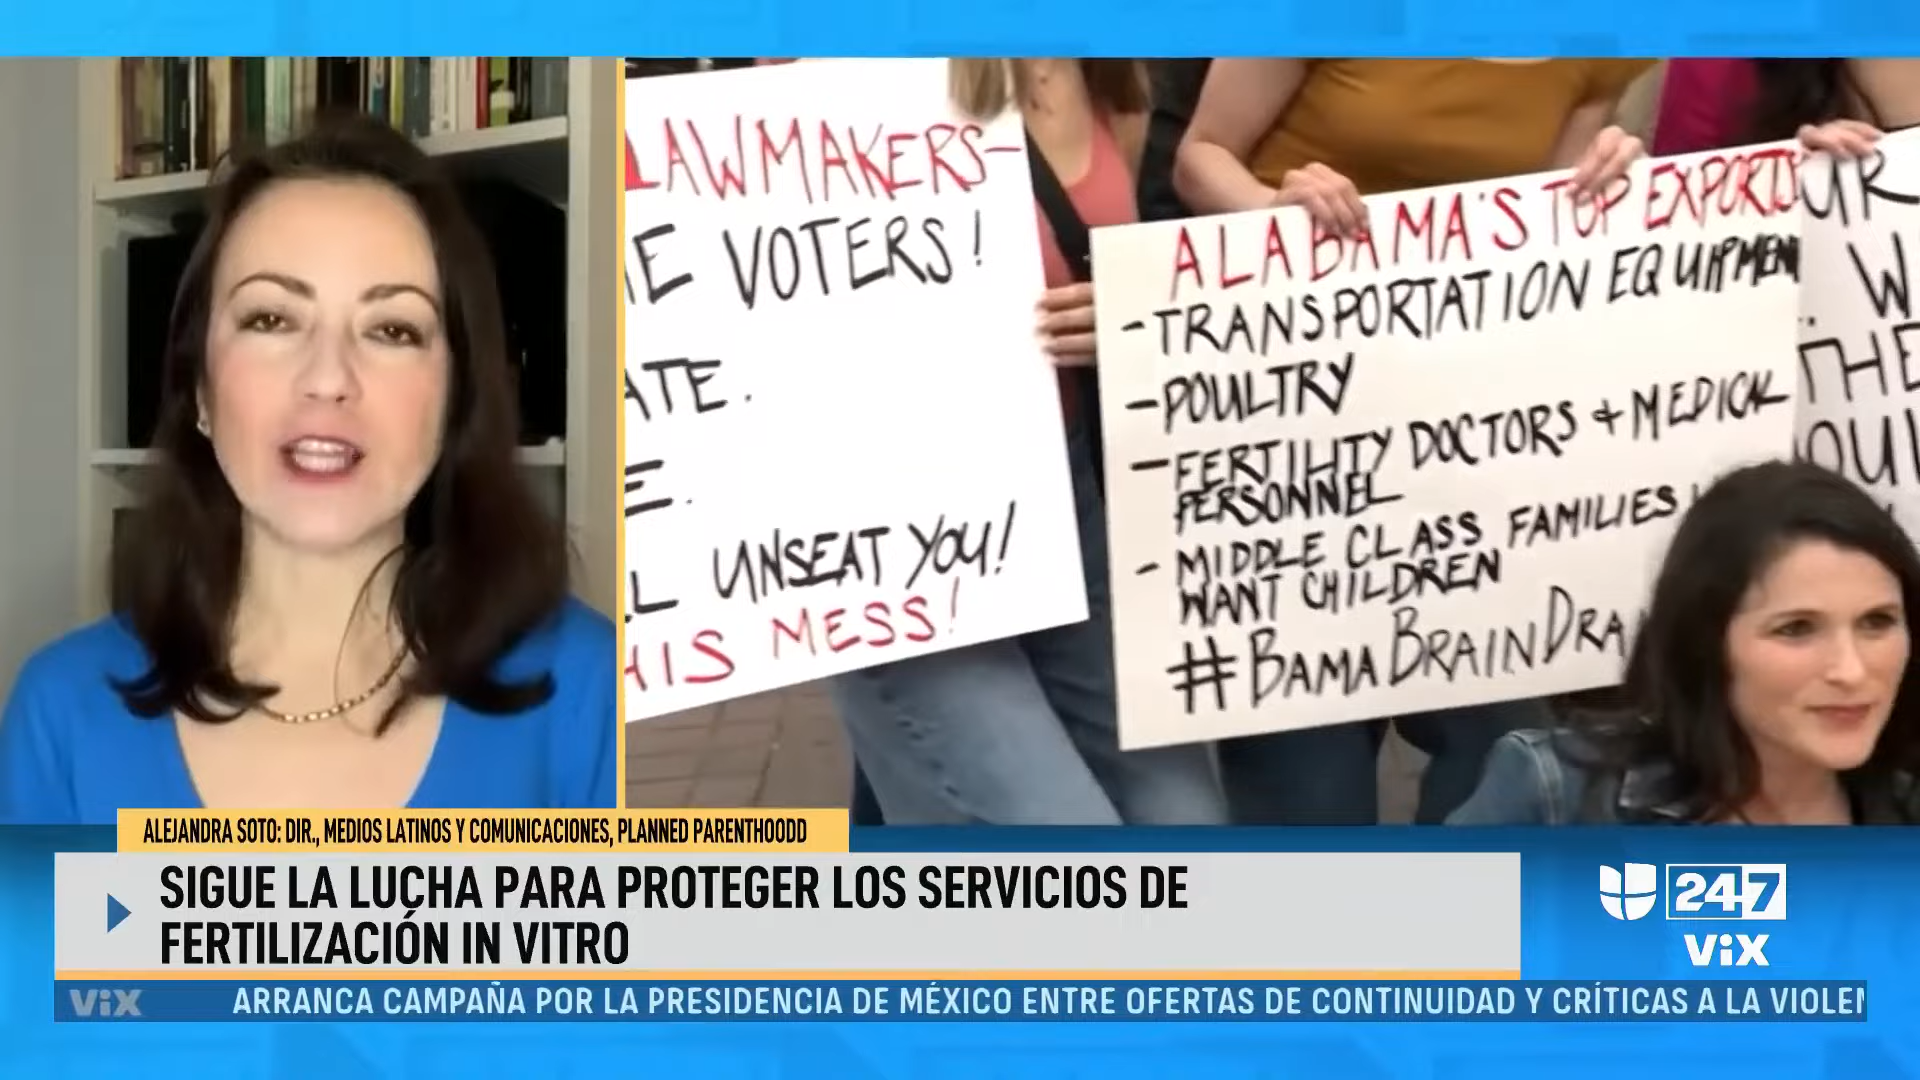 LAWMAKERS-
VOTERS!
UNSEAT YOU!
MESS!
ALABAMA'S TOP EXPORTS
-TRANSPORTATION EQUIPMEN
-POULTRY
-FERTILITY DOCTORS + MEDICAL
PERSONNEL
- MIDDLE CLASS FAMILIES
WANT CHILDREN
#BAMABRAINDRA
ALEJANDRA SOTO: DIR., MEDIOS LATINOS Y COMUNICACIONES, PLANNED PARENTHOODD
SIGUE LA LUCHA PARA PROTEGER LOS SERVICIOS DE
FERTILIZACIÓN IN VITRO
24-7
ViX
ViX ARRANCA CAMPAÑA POR LA PRESIDENCIA DE MÉXICO ENTRE OFERTAS DE CONTINUIDAD Y CRÍTICAS A LA VIOLEN